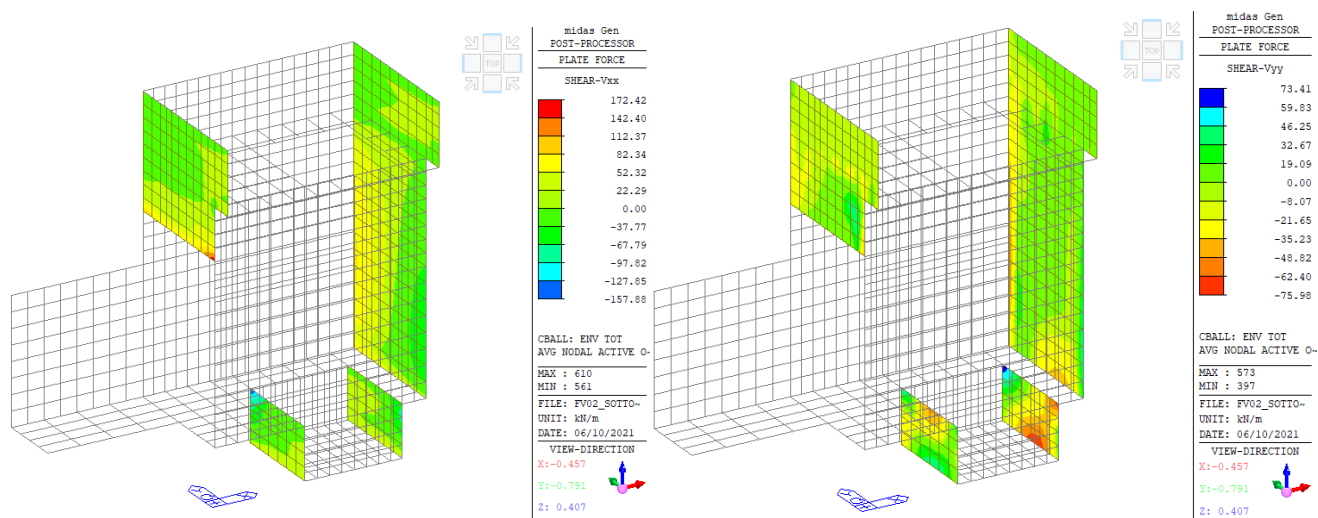 TOP
midas Gen
POST-PROCESSOR
PLATE FORCE
SHEAR-Vxx
172.42
142.40
112.37
82.34
52.32
22.29
0.00
-37.77
-67.79
-97.82
-127.85
-157.88
CBALL: ENV TOT
AVG NODAL ACTIVE O~
MAX : 610
MIN : 561
FILE: FV02_SOTTO~
UNIT: kN/m
DATE: 06/10/2021
VIEW-DIRECTION
X:-0.457
Y:-0.791
Z: 0.407
TOP
midas Gen
POST-PROCESSOR
PLATE FORCE
SHEAR-Vyy
73.41
59.83
46.25
32.67
19.09
0.00
-8.07
-21.65
-35.23
-48.82
-62.40
-75.98
CBALL: ENV TOT
AVG NODAL ACTIVE O~
MAX : 573
MIN : 397
FILE: FV02_SOTTO~
UNIT: kN/m
DATE: 06/10/2021
VIEW-DIRECTION
X:-0.457
Y:-0.791
Z: 0.407